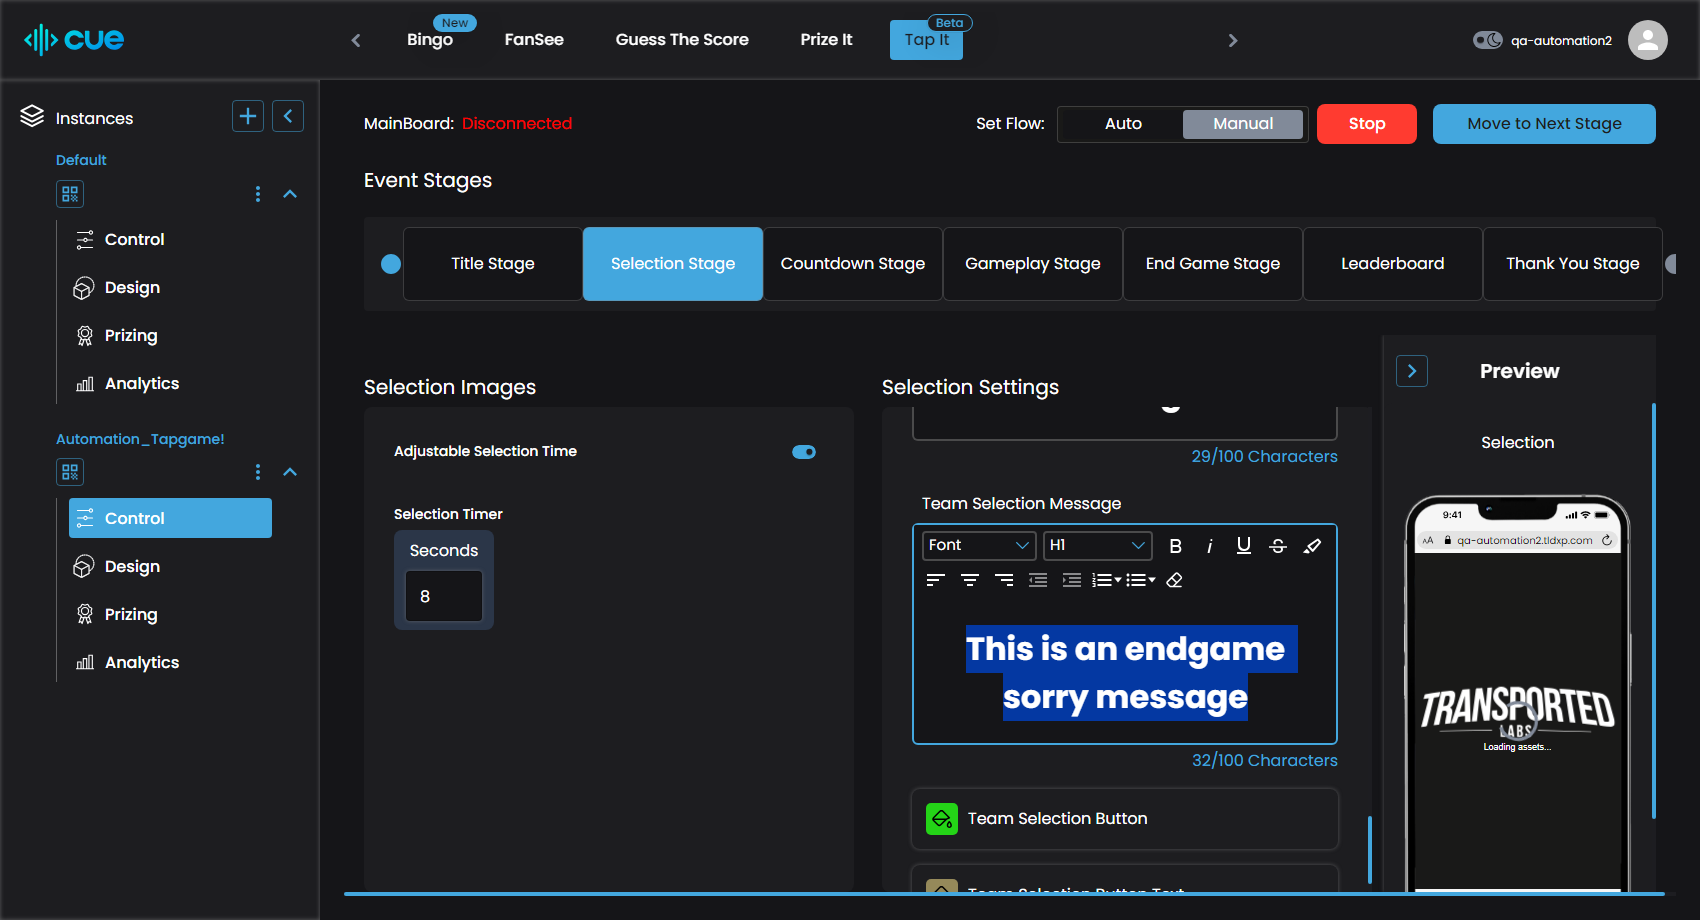 cue
New
Bingo
FanSee
Guess The Score
Prize It
Beta
Tap It
qa-automation2
Instances
Default
Control
Design
Prizing
Analytics
Automation_Tapgame!
Control
Design
Prizing
Analytics
MainBoard: Disconnected
Set Flow:
Auto
Manual
Stop
Move to Next Stage
Event Stages
Title Stage
Selection Stage
Countdown Stage
Gameplay Stage
End Game Stage
Leaderboard
Thank You Stage
Selection Images
Adjustable Selection Time
Selection Timer
Seconds
8
Selection Settings
29/100 Characters
Team Selection Message
Font
H1
B
i
U
S
This is an endgame
sorry message
32/100 Characters
Team Selection Button
Team Selection Button Text
Preview
Selection
9:41
AA
qa-automation2.tldxp.com
TRANSPORTED
LABS
Loading assets...